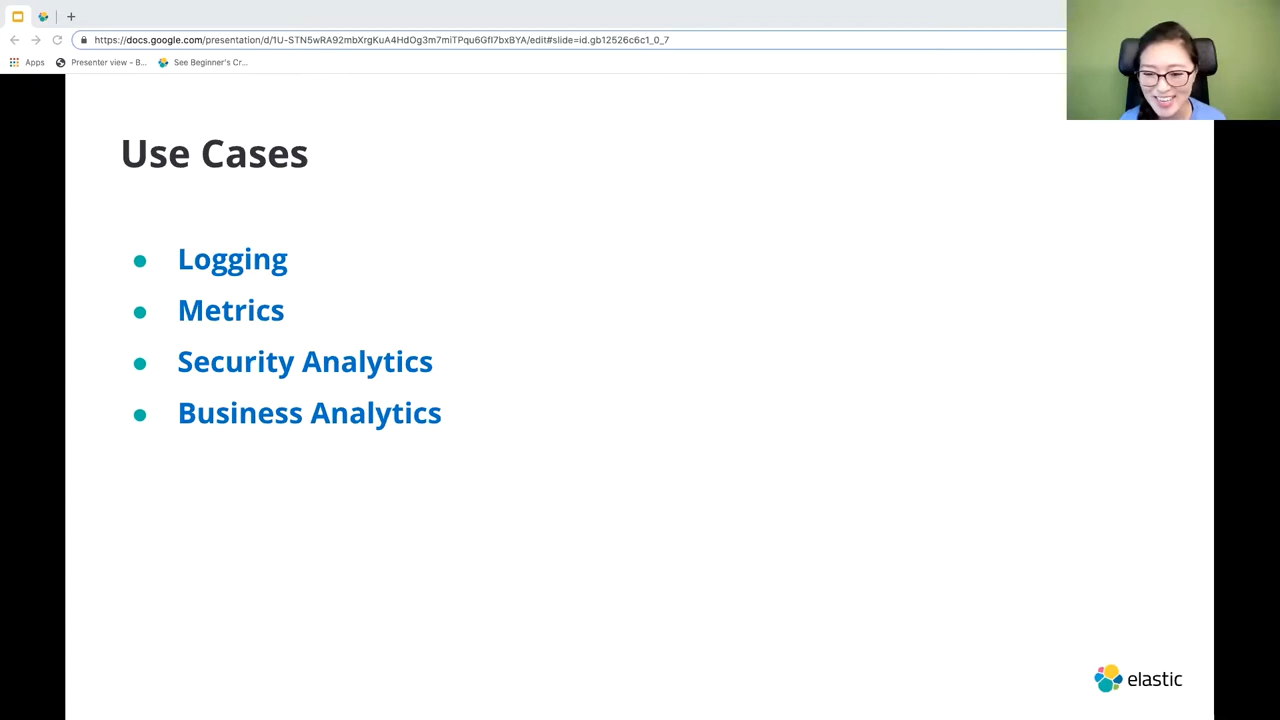 https://docs.google.com/presentation/d/1U-STN5wRA92mbXrgKuA4HdOg3m7miTPqu6GfI7bxBYA/edit#slide=id.gb12526c6c1_0_7
Apps
Presenter view – B...
See Beginner's Cr...
Use Cases
● Logging
● Metrics
● Security Analytics
● Business Analytics
elastic